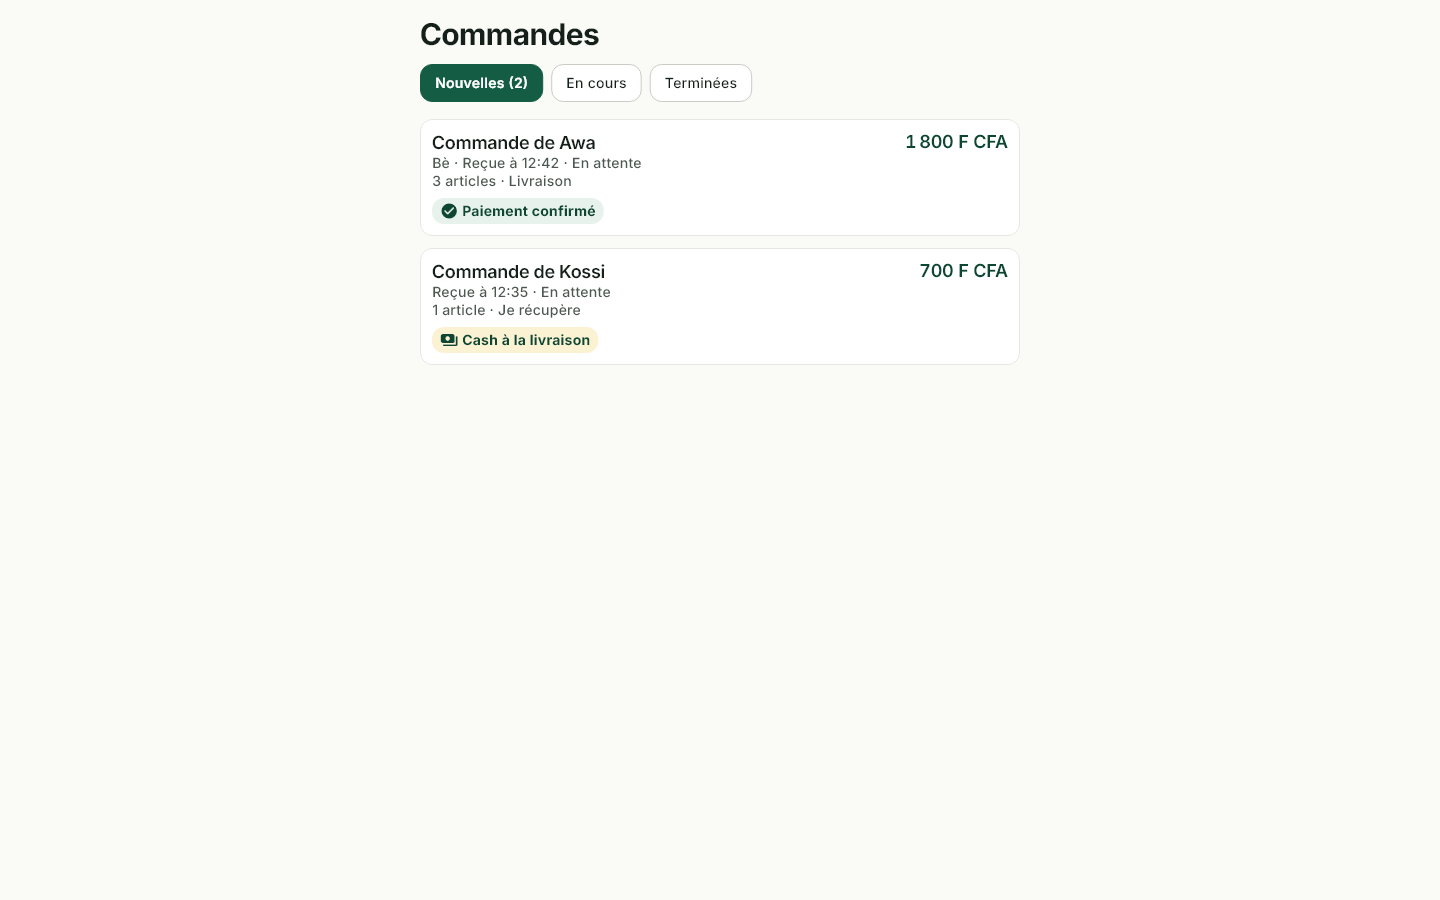 Commandes
Nouvelles (2)
En cours
Terminées
Commande de Awa
1 800 F CFA
Bè · Reçue à 12:42 · En attente
3 articles · Livraison
Paiement confirmé
Commande de Kossi
700 F CFA
Reçue à 12:35 · En attente
1 article · Je récupère
Cash à la livraison